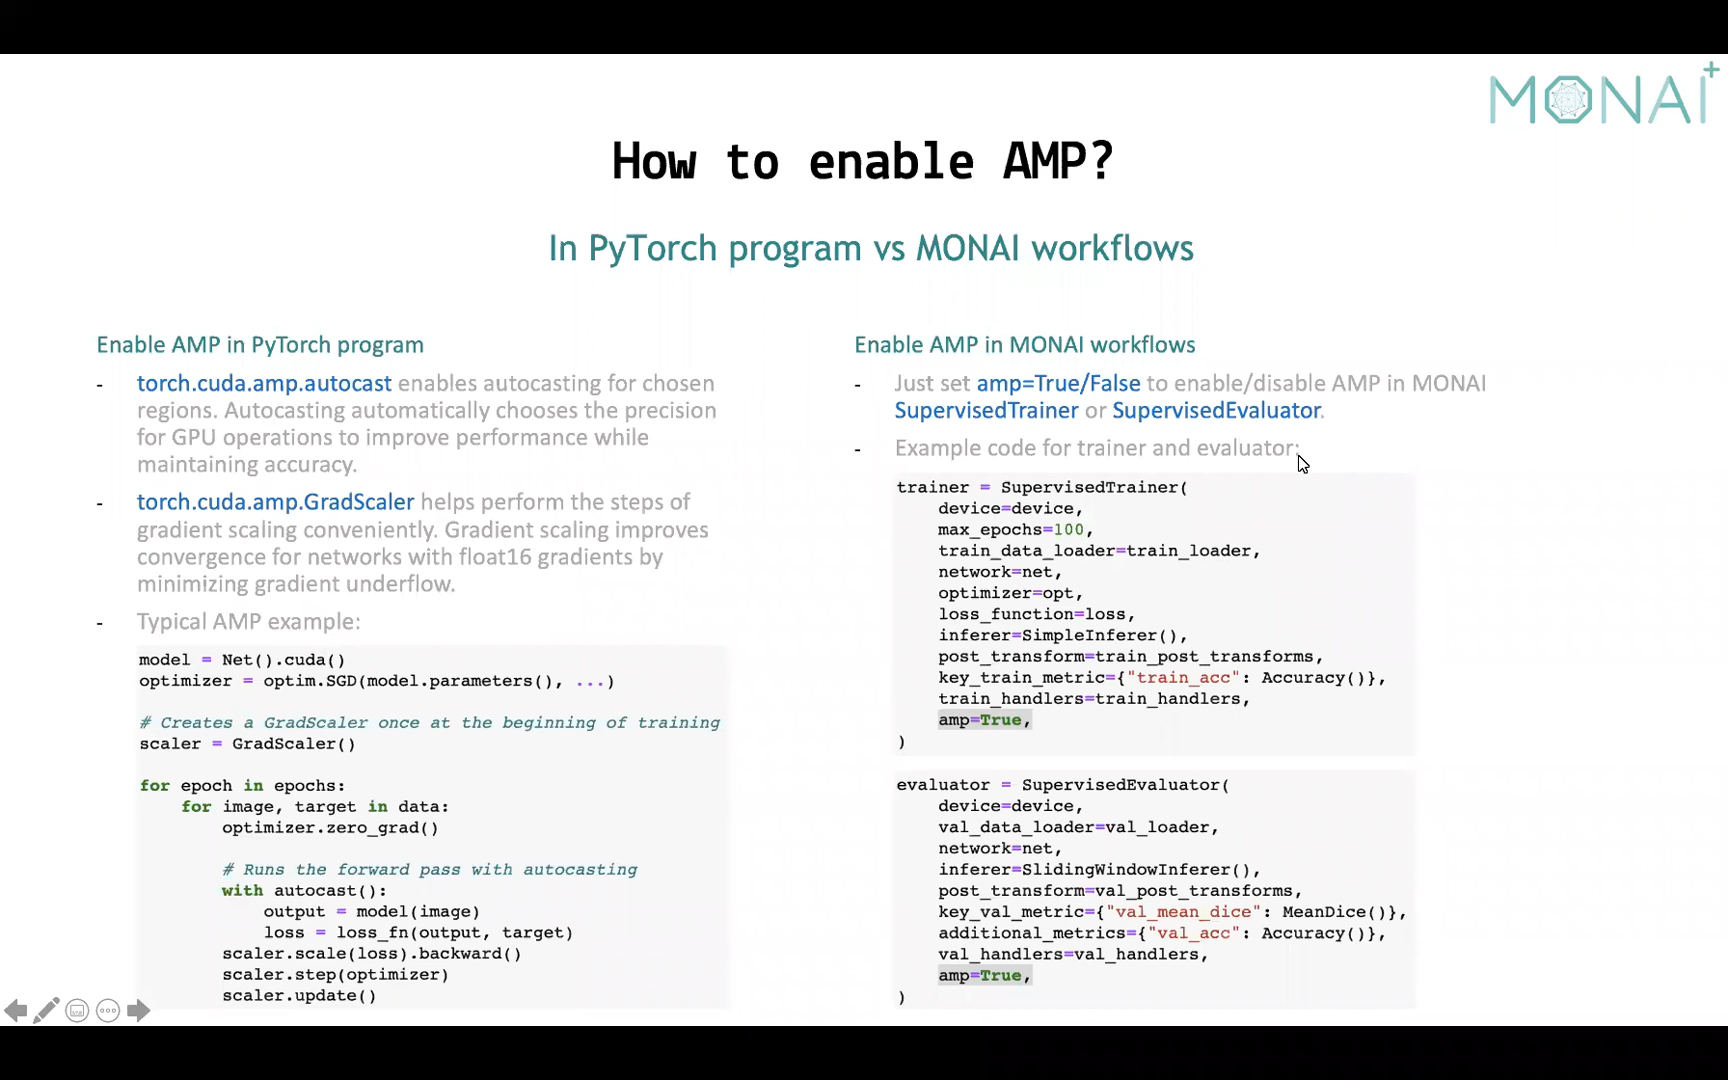 MONAI+
How to enable AMP?
In PyTorch program vs MONAI workflows
Enable AMP in PyTorch program
- torch.cuda.amp.autocast enables autocasting for chosen
regions. Autocasting automatically chooses the precision
for GPU operations to improve performance while
maintaining accuracy.
- torch.cuda.amp.GradScaler helps perform the steps of
gradient scaling conveniently. Gradient scaling improves
convergence for networks with float16 gradients by
minimizing gradient underflow.
- Typical AMP example:
model = Net().cuda()
optimizer = optim.SGD(model.parameters(), ...)
# Creates a GradScaler once at the beginning of training
scaler = GradScaler()
for epoch in epochs:
    for image, target in data:
        optimizer.zero_grad()
        # Runs the forward pass with autocasting
        with autocast():
            output = model(image)
            loss = loss_fn(output, target)
        scaler.scale(loss).backward()
        scaler.step(optimizer)
        scaler.update()
Enable AMP in MONAI workflows
- Just set amp=True/False to enable/disable AMP in MONAI
SupervisedTrainer or SupervisedEvaluator.
- Example code for trainer and evaluator:
trainer = SupervisedTrainer(
    device=device,
    max_epochs=100,
    train_data_loader=train_loader,
    network=net,
    optimizer=opt,
    loss_function=loss,
    inferer=SimpleInferer(),
    post_transform=train_post_transforms,
    key_train_metric={"train_acc": Accuracy()},
    train_handlers=train_handlers,
    amp=True,
)
evaluator = SupervisedEvaluator(
    device=device,
    val_data_loader=val_loader,
    network=net,
    inferer=SlidingWindowInferer(),
    post_transform=val_post_transforms,
    key_val_metric={"val_mean_dice": MeanDice()},
    additional_metrics={"val_acc": Accuracy()},
    val_handlers=val_handlers,
    amp=True,
)